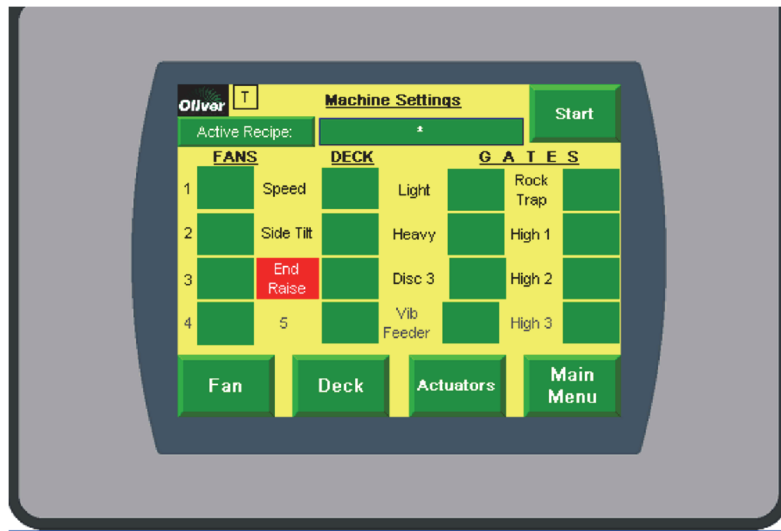 Oliver
T
Machine Settings
Start
Active Recipe:
*
FANS
DECK
G A T E S
1
Speed
Light
Rock
Trap
2
Side Tilt
Heavy
High 1
3
End
Raise
Disc 3
High 2
4
5
Vib
Feeder
High 3
Fan
Deck
Actuators
Main
Menu